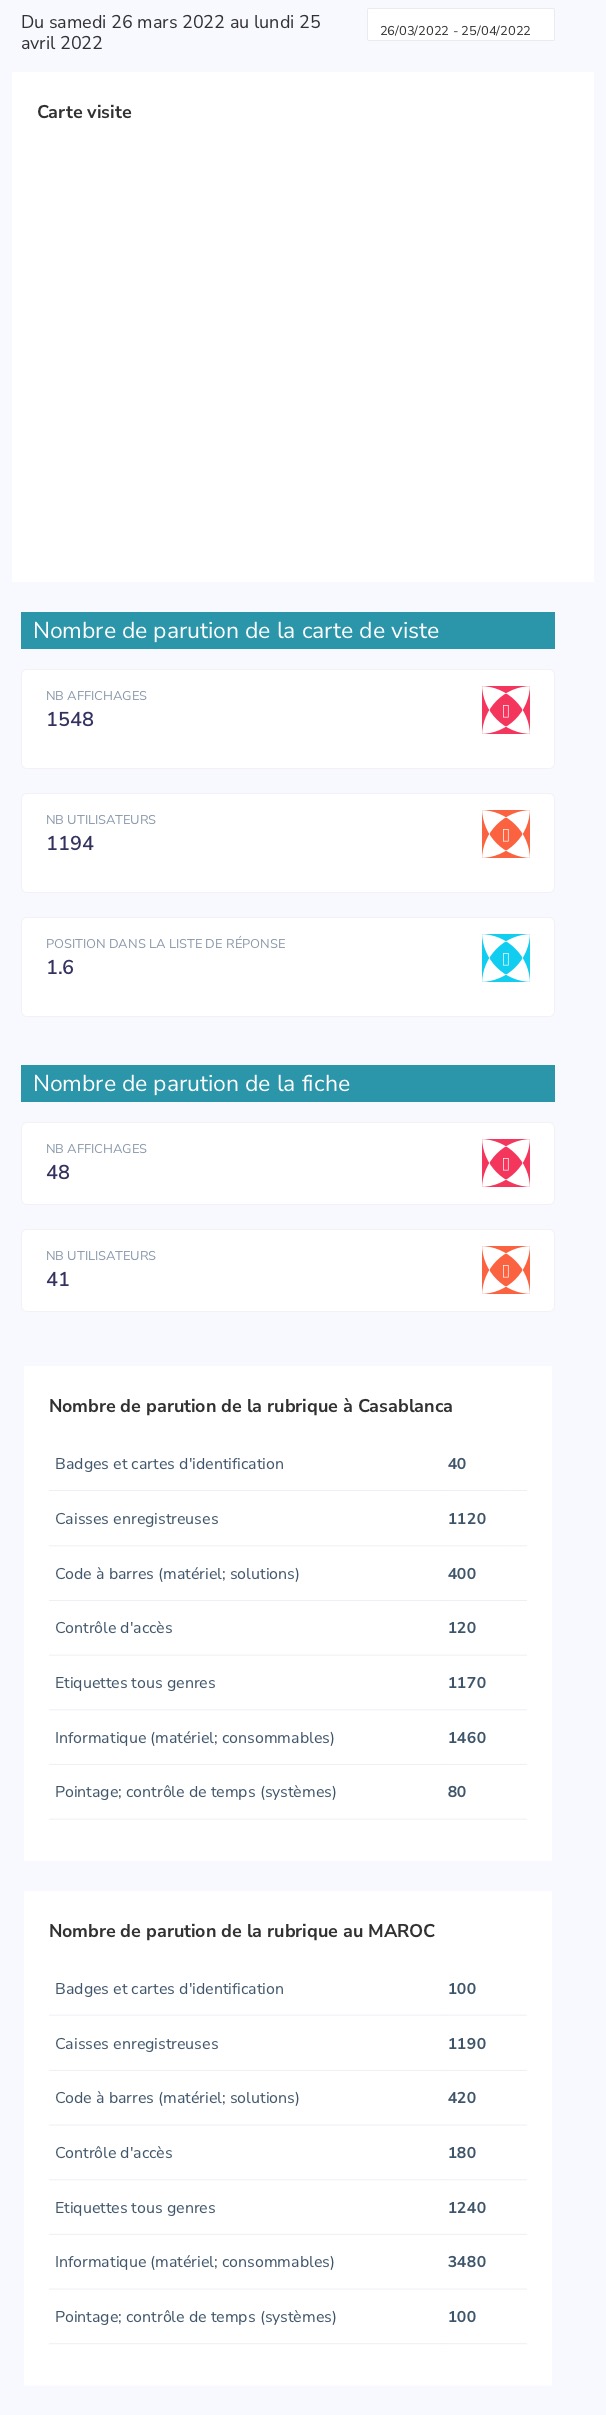 Du samedi 26 mars 2022 au lundi 25
avril 2022
26/03/2022 - 25/04/2022
Carte visite
Nombre de parution de la carte de viste
NB AFFICHAGES
1548
NB UTILISATEURS
1194
POSITION DANS LA LISTE DE RÉPONSE
1.6
Nombre de parution de la fiche
NB AFFICHAGES
48
NB UTILISATEURS
41
Nombre de parution de la rubrique à Casablanca
Badges et cartes d'identification 40
Caisses enregistreuses 1120
Code à barres (matériel; solutions) 400
Contrôle d'accès 120
Etiquettes tous genres 1170
Informatique (matériel; consommables) 1460
Pointage; contrôle de temps (systèmes) 80
Nombre de parution de la rubrique au MAROC
Badges et cartes d'identification 100
Caisses enregistreuses 1190
Code à barres (matériel; solutions) 420
Contrôle d'accès 180
Etiquettes tous genres 1240
Informatique (matériel; consommables) 3480
Pointage; contrôle de temps (systèmes) 100